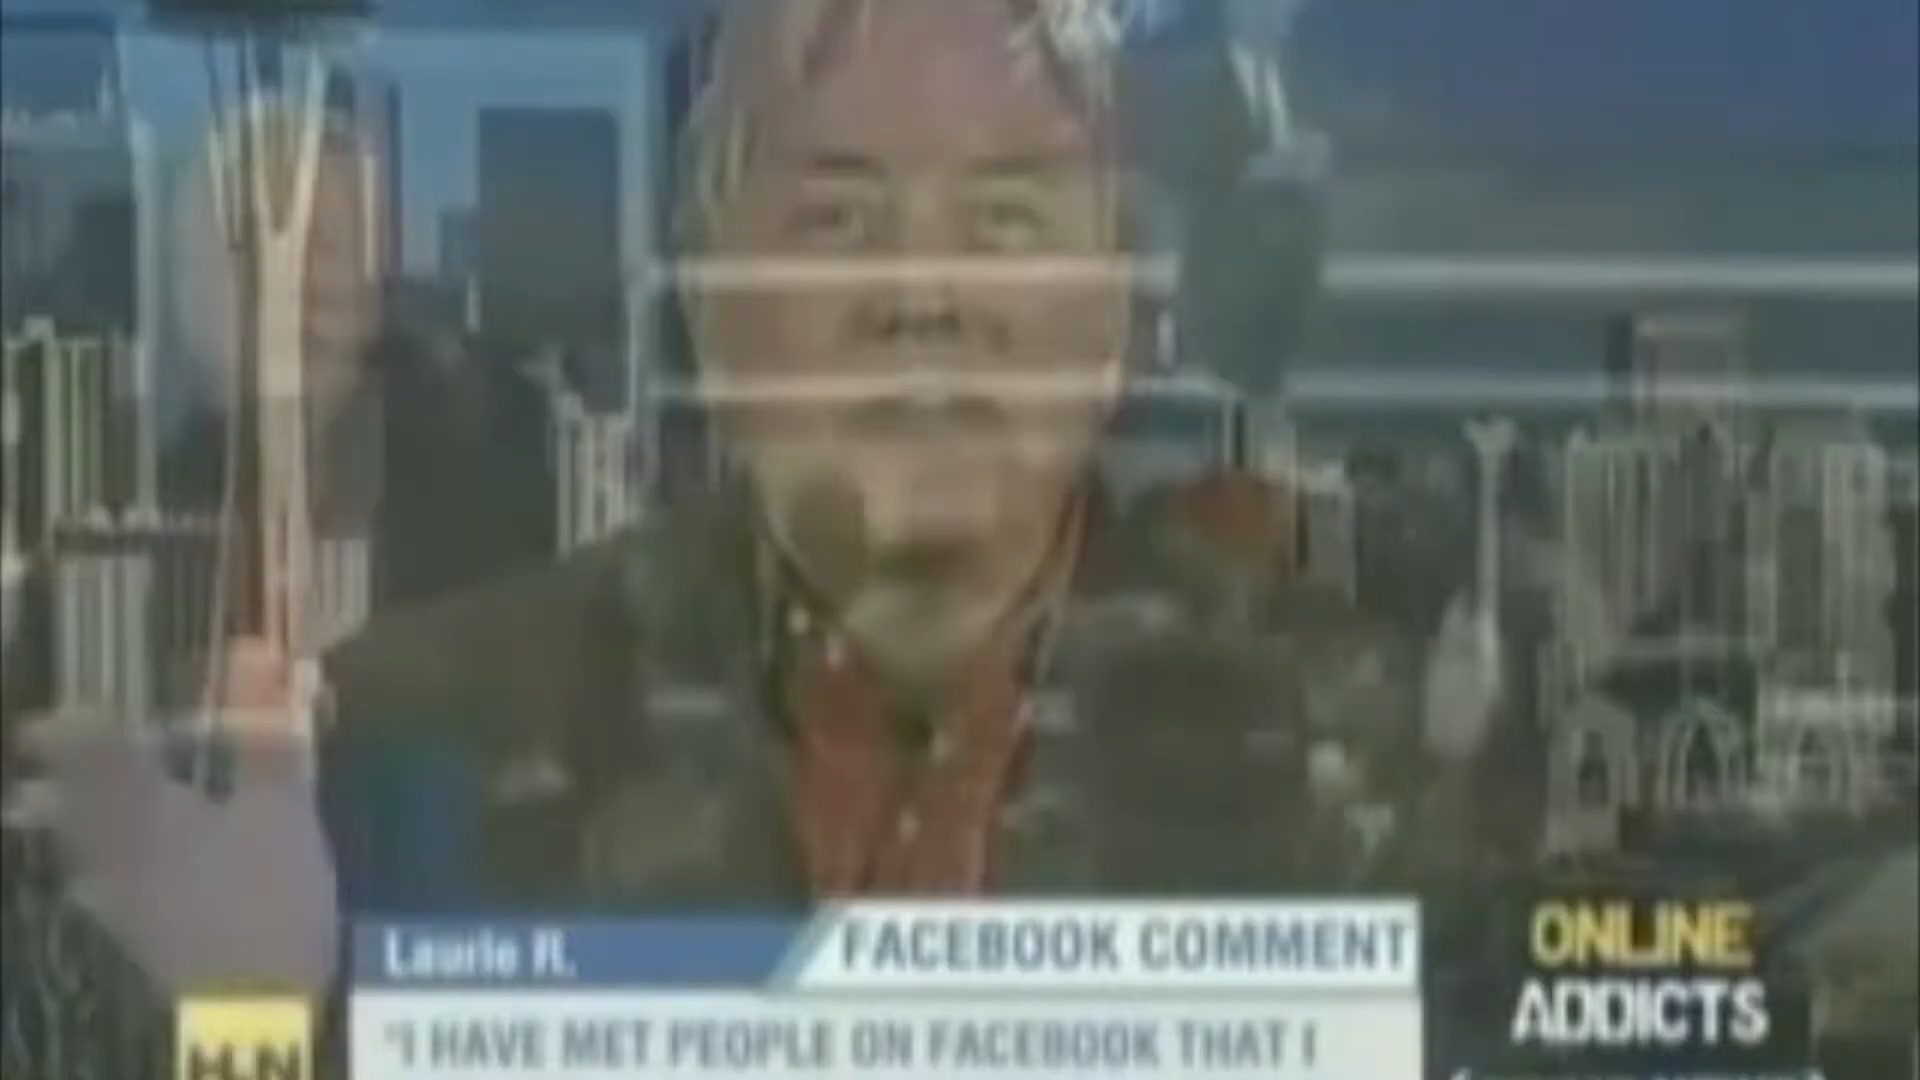 Laurie R.
FACEBOOK COMMENT
"I HAVE MET PEOPLE ON FACEBOOK THAT I
ONLINE
ADDICTS
HLN